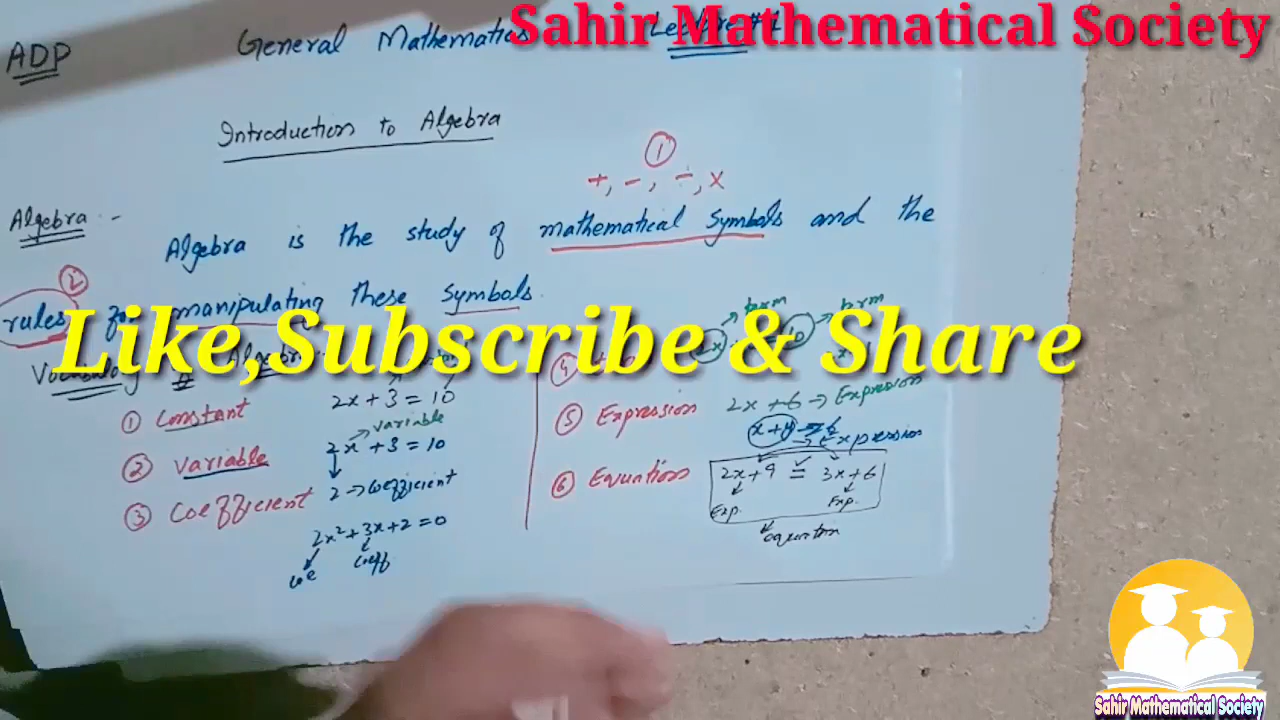 Sahir Mathematical Society
ADP
General Mathematics
Introduction to Algebra
①
+, −, ÷, ×
Algebra :-
Algebra is the study of mathematical symbols and the
②
rules for manipulating these symbols.
Like,Subscribe & Share
Vocabulary Algebra
① Constant
2x + 3 = 10
→ variable
② variable
2x + 3 = 10
2 → coefficient
③ Coefficient
2x² + 3x + 2 = 0
Coe
Coeff
term
term
④
⑤ Expression
2x + 6 → Expression
→ Expression
⑥ Equation
2x + 9 = 3x + 6
Exp.
Exp.
equation
Sahir Mathematical Society